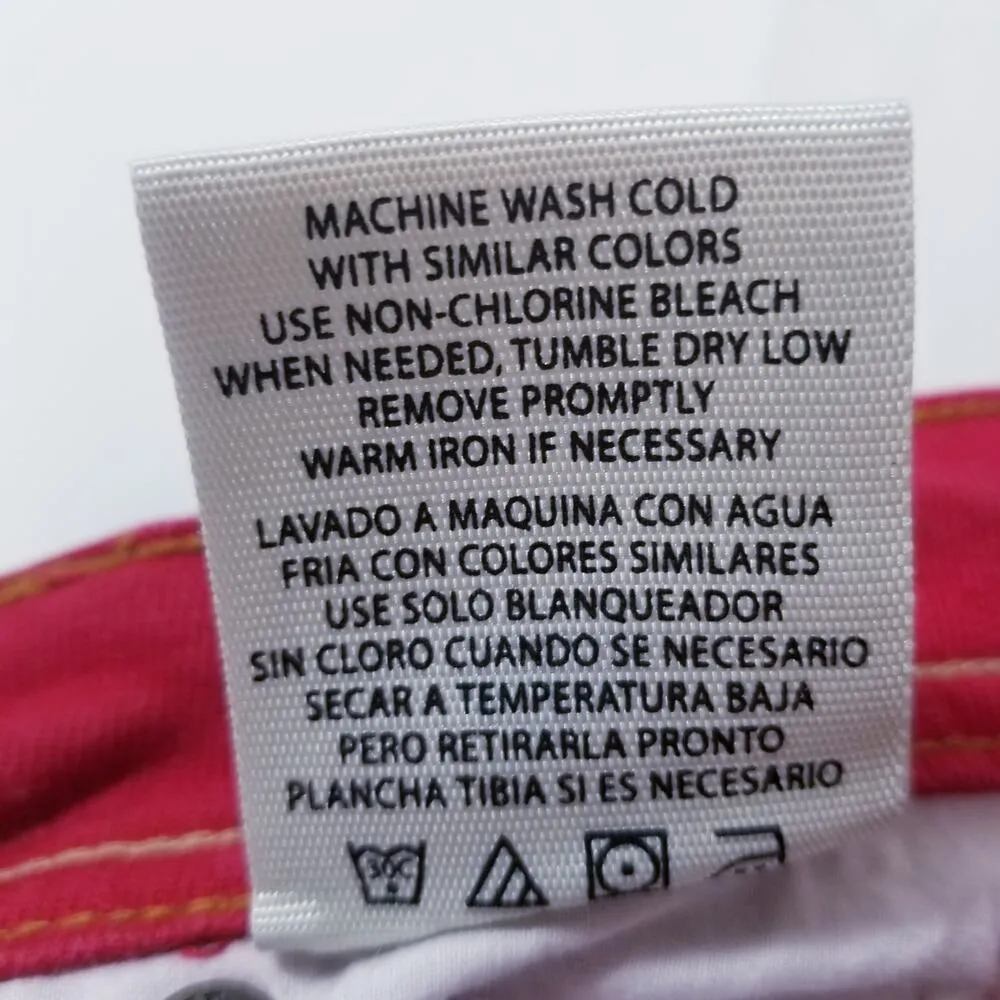 MACHINE WASH COLD
WITH SIMILAR COLORS
USE NON-CHLORINE BLEACH
WHEN NEEDED, TUMBLE DRY LOW
REMOVE PROMPTLY
WARM IRON IF NECESSARY
LAVADO A MAQUINA CON AGUA
FRIA CON COLORES SIMILARES
USE SOLO BLANQUEADOR
SIN CLORO CUANDO SE NECESARIO
SECAR A TEMPERATURA BAJA
PERO RETIRARLA PRONTO
PLANCHA TIBIA SI ES NECESARIO
30C